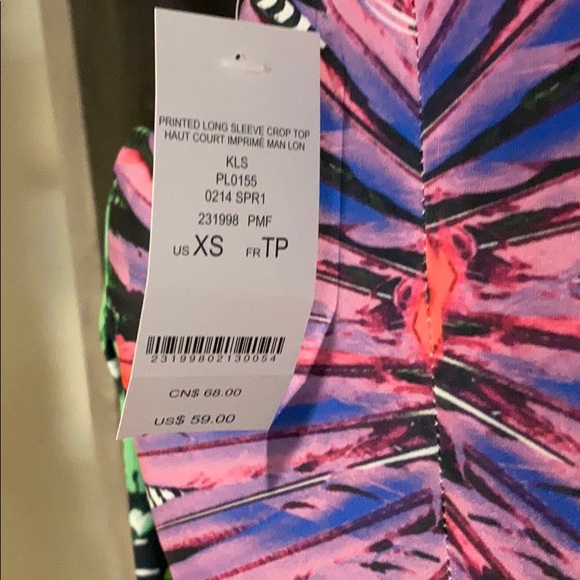 PRINTED LONG SLEEVE CROP TOP
HAUT COURT IMPRIMÉ MAN LON
KLS
PL0155
0214 SPR1
231998 PMF
US XS FR TP
23199802130054
CN$ 68.00
US$ 59.00